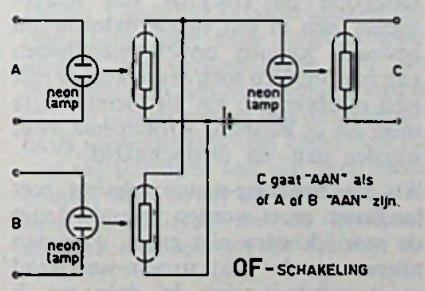 A
neon
lamp
C
neon
lamp
B
neon
lamp
C gaat "AAN" als
of A of B "AAN" zijn.
OF-SCHAKELING